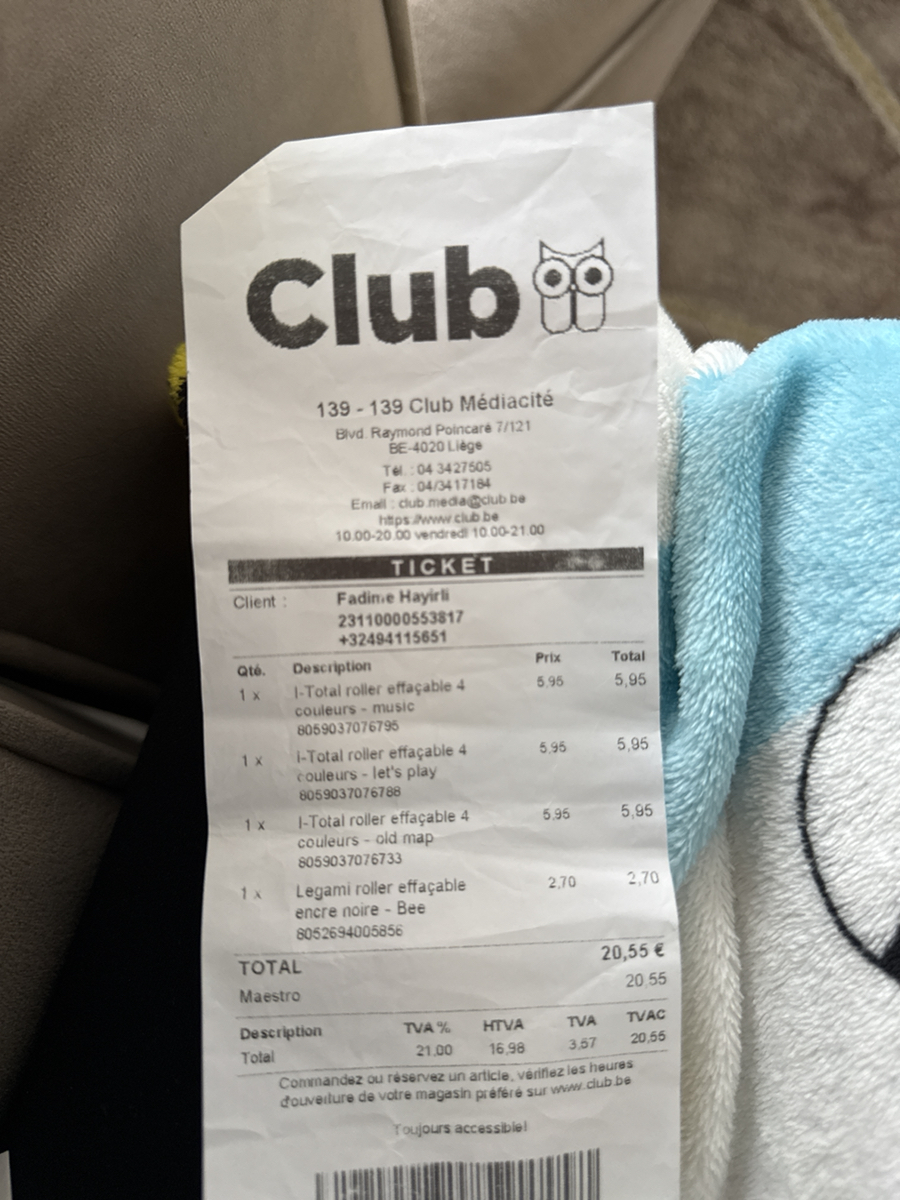 Club
139 - 139 Club Médiacité
Blvd. Raymond Poincaré 7/121
BE-4020 Liège
Tél. : 04 3427505
Fax : 04/3417184
Email : club.media@club.be
https://www.club.be
10.00-20.00 vendredi 10.00-21.00
TICKET
Client : Fadime Hayirli
23110000553817
+32494115651
Qté. Description Prix Total
1 x I-Total roller effaçable 4 5,95 5,95
couleurs - music
8059037076795
1 x I-Total roller effaçable 4 5,95 5,95
couleurs - let's play
8059037076788
1 x I-Total roller effaçable 4 5,95 5,95
couleurs - old map
8059037076733
1 x Legami roller effaçable 2,70 2,70
encre noire - Bee
8052694005856
TOTAL 20,55 €
Maestro 20,55
Description TVA % HTVA TVA TVAC
Total 21,00 16,98 3,57 20,55
Commandez ou réservez un article, vérifiez les heures
d'ouverture de votre magasin préféré sur www.club.be
Toujours accessible!